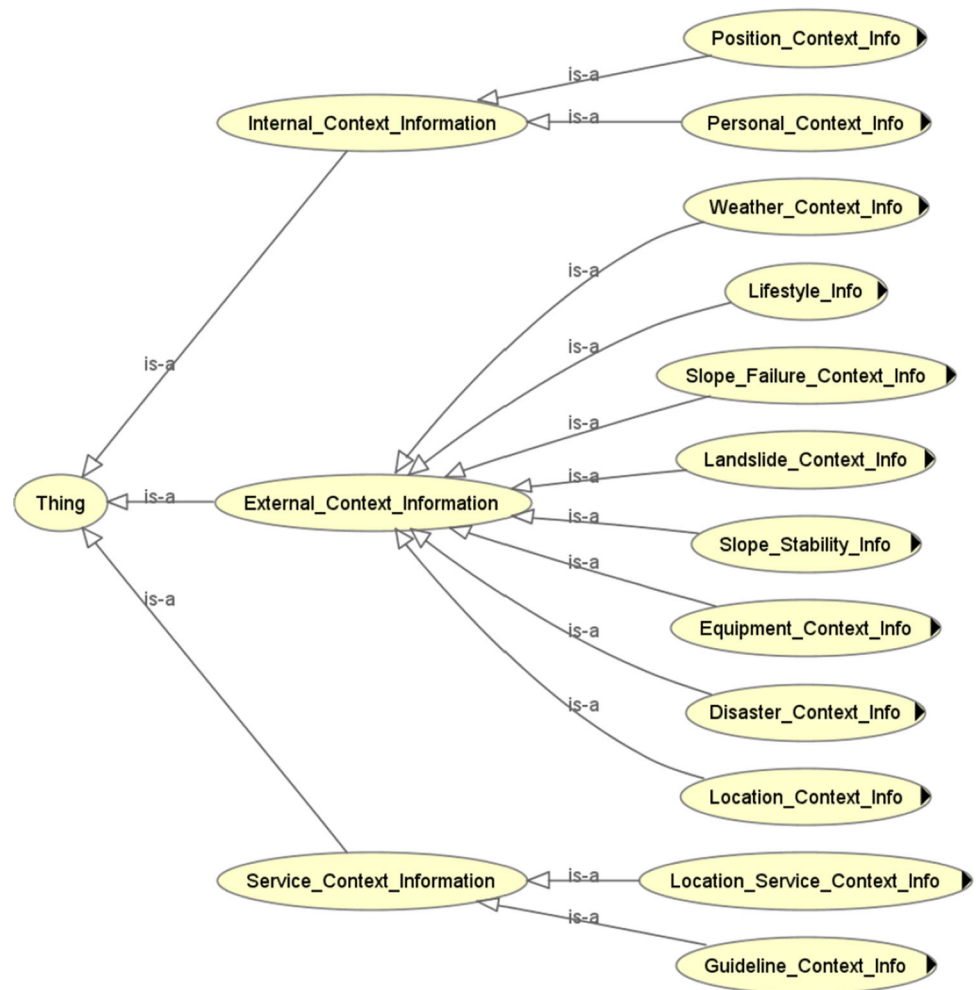 Position_Context_Info
is-a
Internal_Context_Information
is-a
Personal_Context_Info
Weather_Context_Info
is-a
Lifestyle_Info
is-a
is-a
Slope_Failure_Context_Info
is-a
Landslide_Context_Info
is-a
Thing
is-a
External_Context_Information
is-a
Slope_Stability_Info
is-a
is-a
Equipment_Context_Info
is-a
Disaster_Context_Info
is-a
Location_Context_Info
Service_Context_Information
is-a
Location_Service_Context_Info
is-a
Guideline_Context_Info